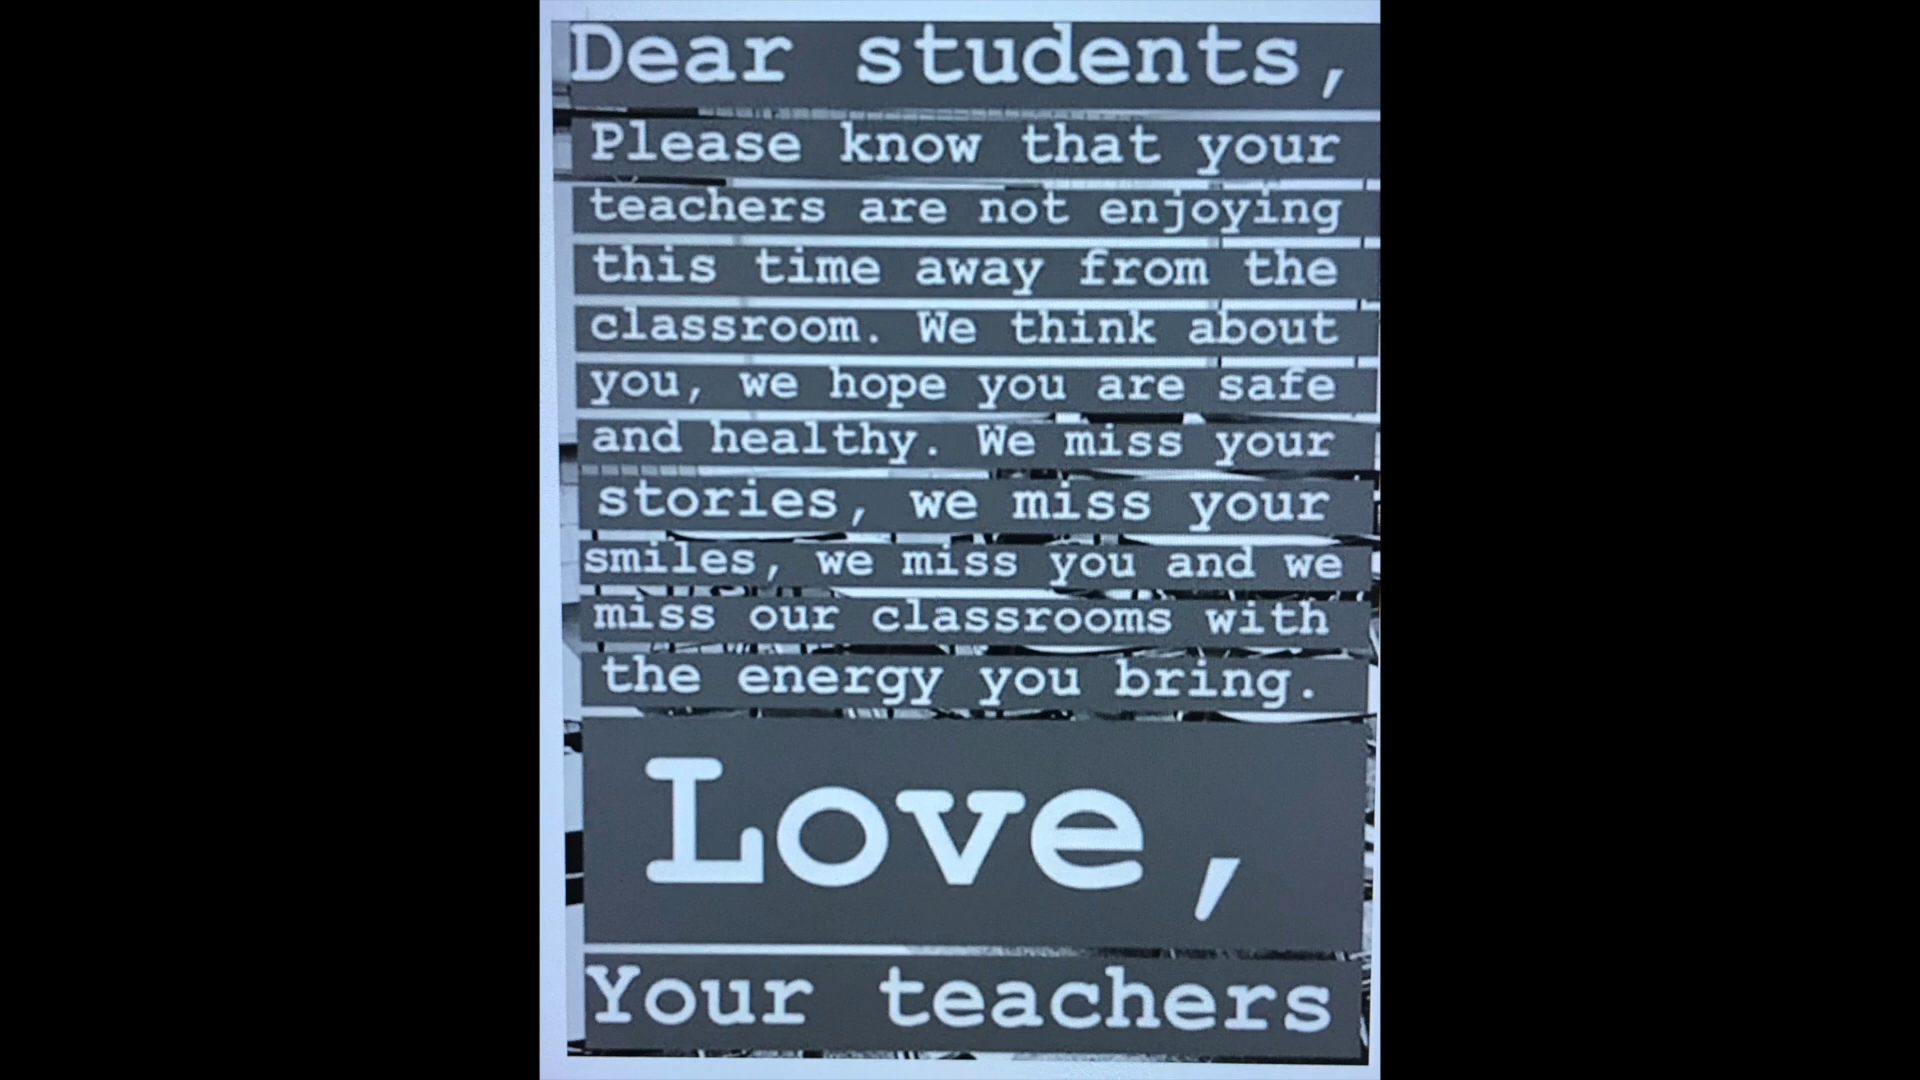 Dear students,
Please know that your
teachers are not enjoying
this time away from the
classroom. We think about
you, we hope you are safe
and healthy. We miss your
stories, we miss your
smiles, we miss you and we
miss our classrooms with
the energy you bring.
Love,
Your teachers